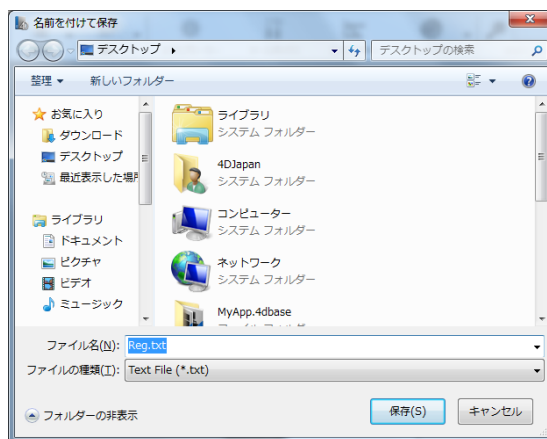 名前を付けて保存
デスクトップ
デスクトップの検索
整理
新しいフォルダー
お気に入り
ダウンロード
デスクトップ
最近表示した場所
ライブラリ
ドキュメント
ピクチャ
ビデオ
ミュージック
ライブラリ
システム フォルダー
4DJapan
システム フォルダー
コンピューター
システム フォルダー
ネットワーク
システム フォルダー
MyApp.4dbase
ファイル名(N): Reg.txt
ファイルの種類(T): Text File (*.txt)
フォルダーの非表示
保存(S)
キャンセル